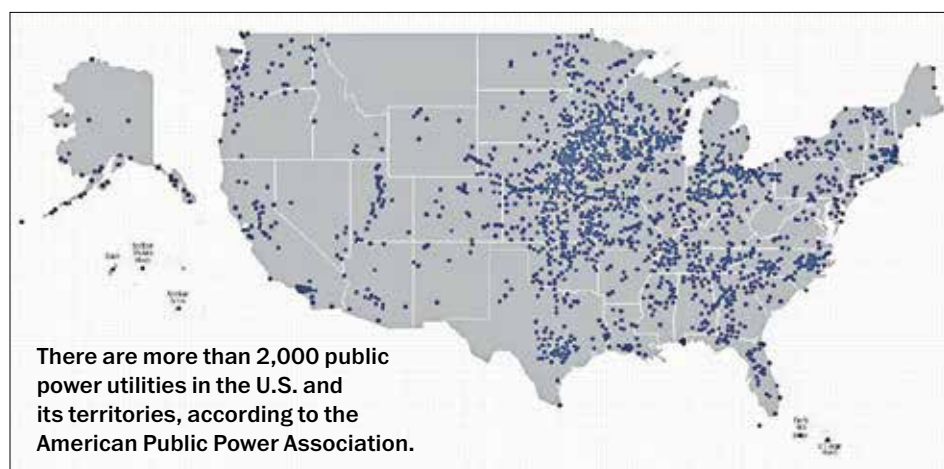 There are more than 2,000 public
power utilities in the U.S. and
its territories, according to the
American Public Power Association.